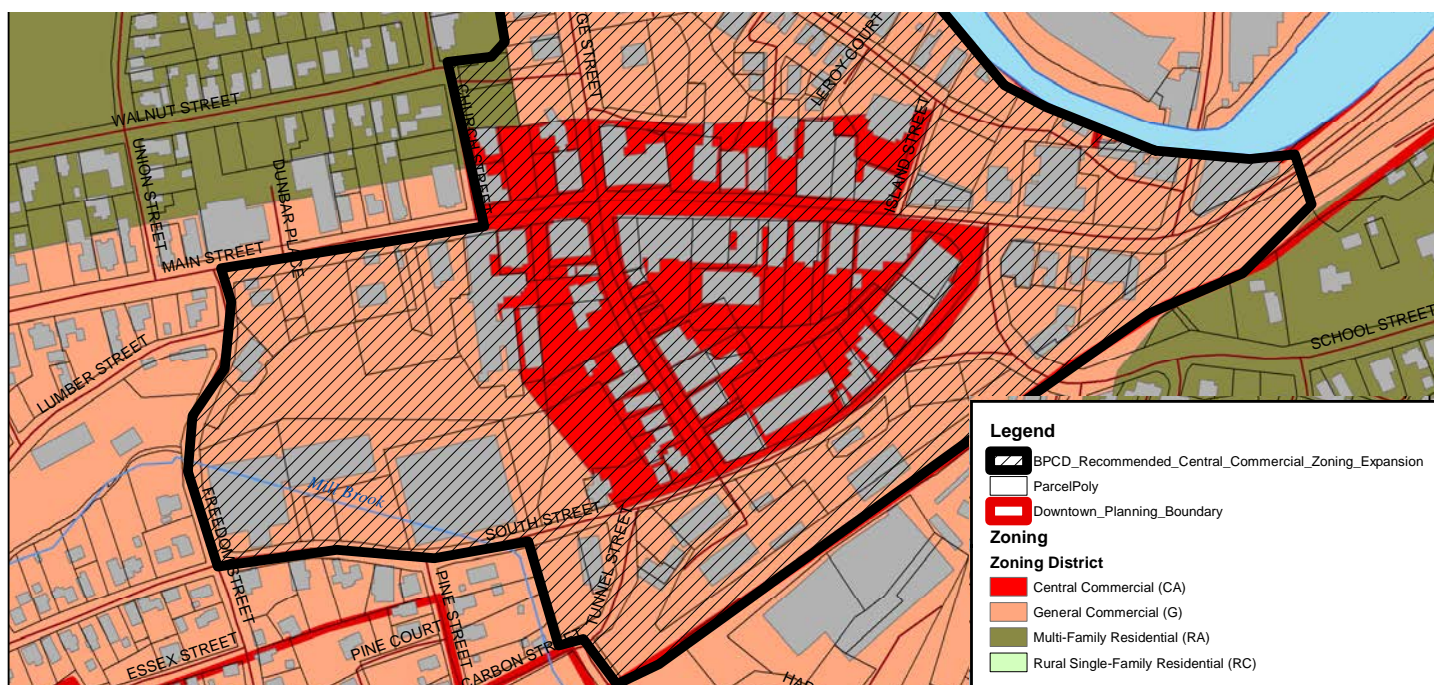 GE STREET
LEROY COURT
WALNUT STREET
CHURCH STREET
UNION STREET
DUNBAR PLACE
ISLAND STREET
MAIN STREET
SCHOOL STREET
LUMBER STREET
Mill Brook
FREEDOM STREET
SOUTH STREET
TUNNEL STREET
PINE STREET
ESSEX STREET
PINE COURT
CARBON STREET
HAR
Legend
BPCD_Recommended_Central_Commercial_Zoning_Expansion
ParcelPoly
Downtown_Planning_Boundary
Zoning
Zoning District
Central Commercial (CA)
General Commercial (G)
Multi-Family Residential (RA)
Rural Single-Family Residential (RC)